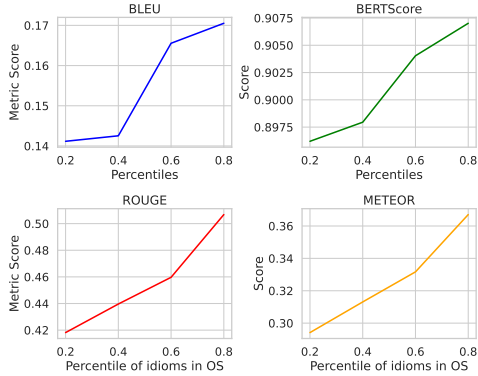 BLEU
Metric Score
0.17
0.16
0.15
0.14
0.2 0.4 0.6 0.8
Percentiles
BERTScore
Score
0.9075
0.9050
0.9025
0.9000
0.8975
0.2 0.4 0.6 0.8
Percentiles
ROUGE
Metric Score
0.50
0.48
0.46
0.44
0.42
0.2 0.4 0.6 0.8
Percentile of idioms in OS
METEOR
Score
0.36
0.34
0.32
0.30
0.2 0.4 0.6 0.8
Percentile of idioms in OS